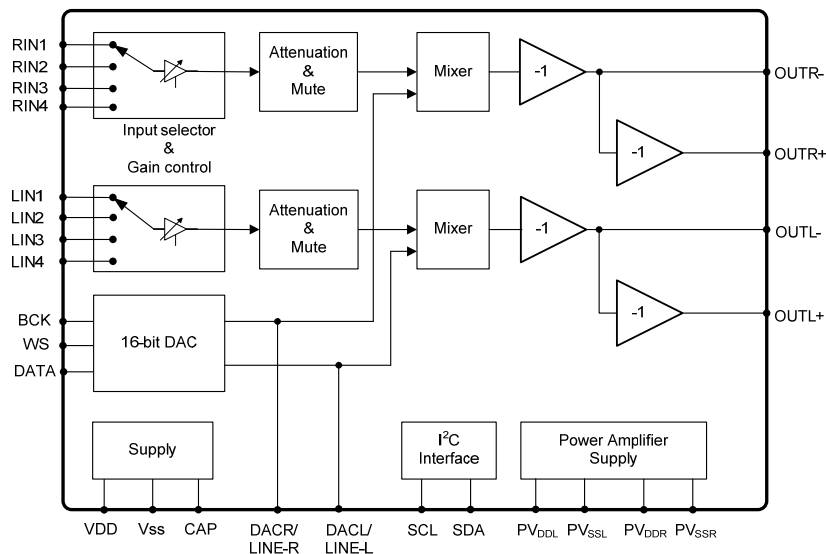 RIN1
RIN2
RIN3
RIN4
Input selector
&
Gain control
Attenuation
&
Mute
Mixer
-1
OUTR-
-1
OUTR+
LIN1
LIN2
LIN3
LIN4
Attenuation
&
Mute
Mixer
-1
OUTL-
-1
OUTL+
BCK
WS
DATA
16-bit DAC
Supply
I²C
Interface
Power Amplifier
Supply
VDD
Vss
CAP
DACR/
LINE-R
DACL/
LINE-L
SCL
SDA
PVDDL
PVSSL
PVDDR
PVSSR